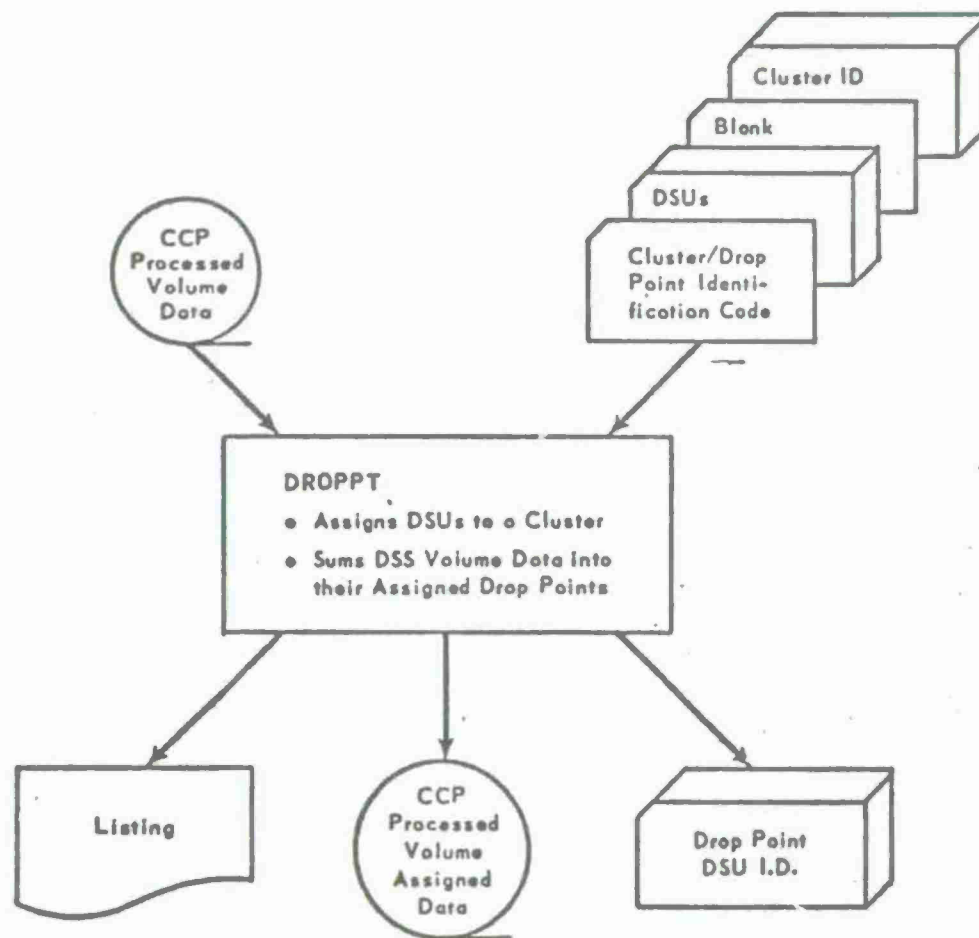 Cluster ID
Blank
DSUs
Cluster/Drop
Point Identi-
fication Code
CCP
Processed
Volume
Data
DROPPT
• Assigns DSUs to a Cluster
• Sums DSS Volume Data into
their Assigned Drop Points
Listing
CCP
Processed
Volume
Assigned
Data
Drop Point
DSU I.D.